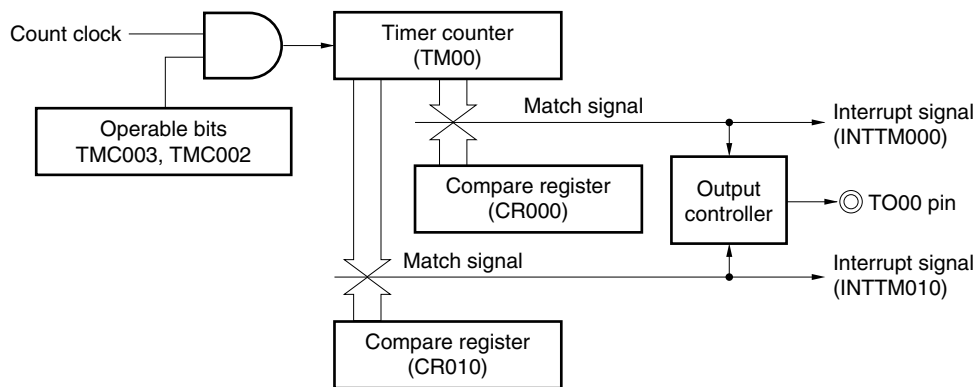 Count clock
Timer counter
(TM00)
Operable bits
TMC003, TMC002
Match signal
Interrupt signal
(INTTM000)
Compare register
(CR000)
Output
controller
TO00 pin
Match signal
Interrupt signal
(INTTM010)
Compare register
(CR010)